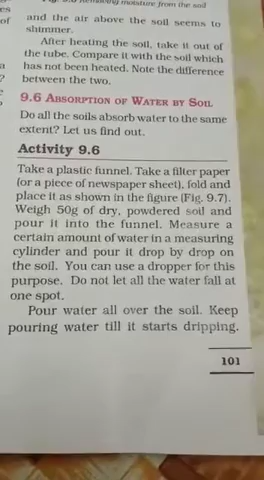 Removing moisture from the soil
and the air above the soil seems to
shimmer.
After heating the soil, take it out of
the tube. Compare it with the soil which
has not been heated. Note the difference
between the two.
9.6 ABSORPTION OF WATER BY SOIL
Do all the soils absorb water to the same
extent? Let us find out.
Activity 9.6
Take a plastic funnel. Take a filter paper
(or a piece of newspaper sheet), fold and
place it as shown in the figure (Fig. 9.7).
Weigh 50g of dry, powdered soil and
pour it into the funnel. Measure a
certain amount of water in a measuring
cylinder and pour it drop by drop on
the soil. You can use a dropper for this
purpose. Do not let all the water fall at
one spot.
Pour water all over the soil. Keep
pouring water till it starts dripping.
101